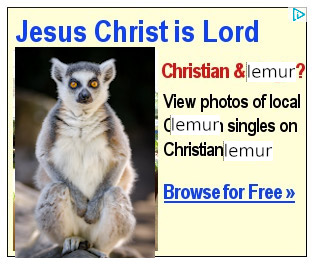 Jesus Christ is Lord
Christian & lemur?
View photos of local
lemur singles on
Christian lemur
Browse for Free »